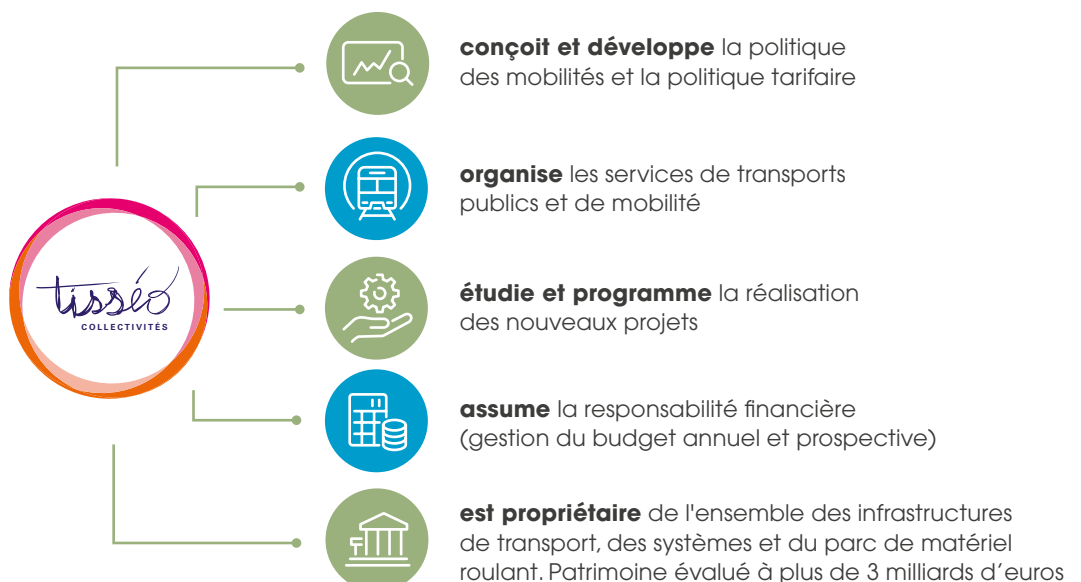 conçoit et développe la politique
des mobilités et la politique tarifaire
organise les services de transports
publics et de mobilité
tisséo
COLLECTIVITÉS
étudie et programme la réalisation
des nouveaux projets
assume la responsabilité financière
(gestion du budget annuel et prospective)
est propriétaire de l'ensemble des infrastructures
de transport, des systèmes et du parc de matériel
roulant. Patrimoine évalué à plus de 3 milliards d’euros